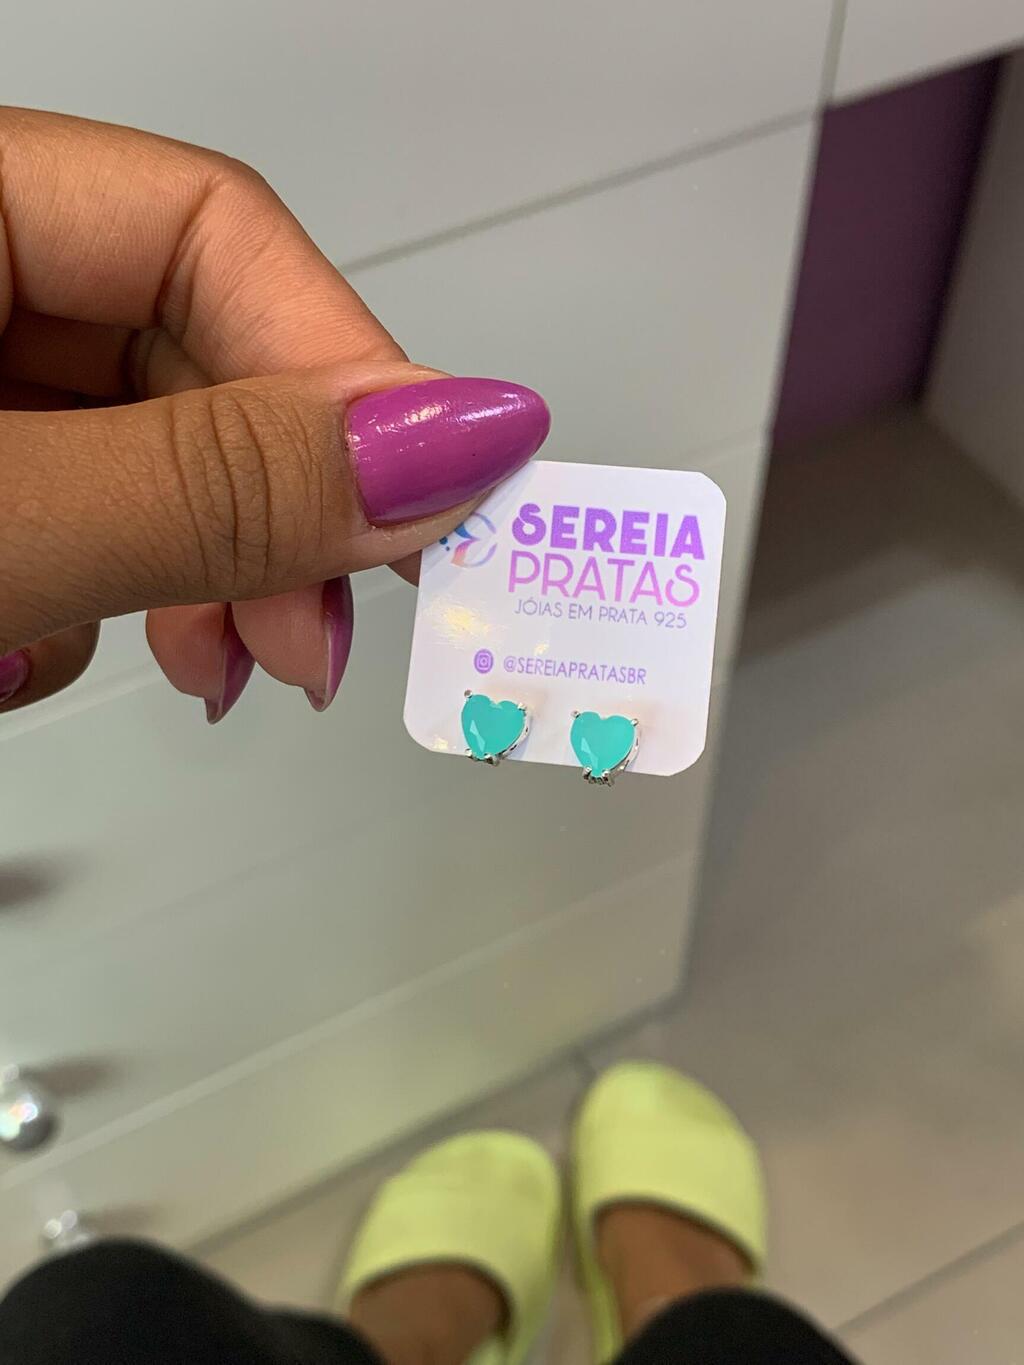 SEREIA
PRATAS
JÓIAS EM PRATA 925
@SEREIAPRATASBR